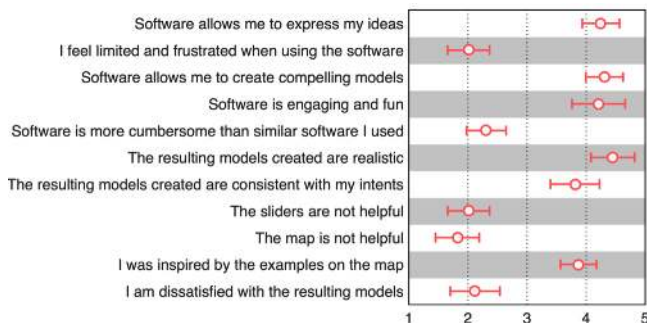 Software allows me to express my ideas
I feel limited and frustrated when using the software
Software allows me to create compelling models
Software is engaging and fun
Software is more cumbersome than similar software I used
The resulting models created are realistic
The resulting models created are consistent with my intents
The sliders are not helpful
The map is not helpful
I was inspired by the examples on the map
I am dissatisfied with the resulting models
1 2 3 4 5